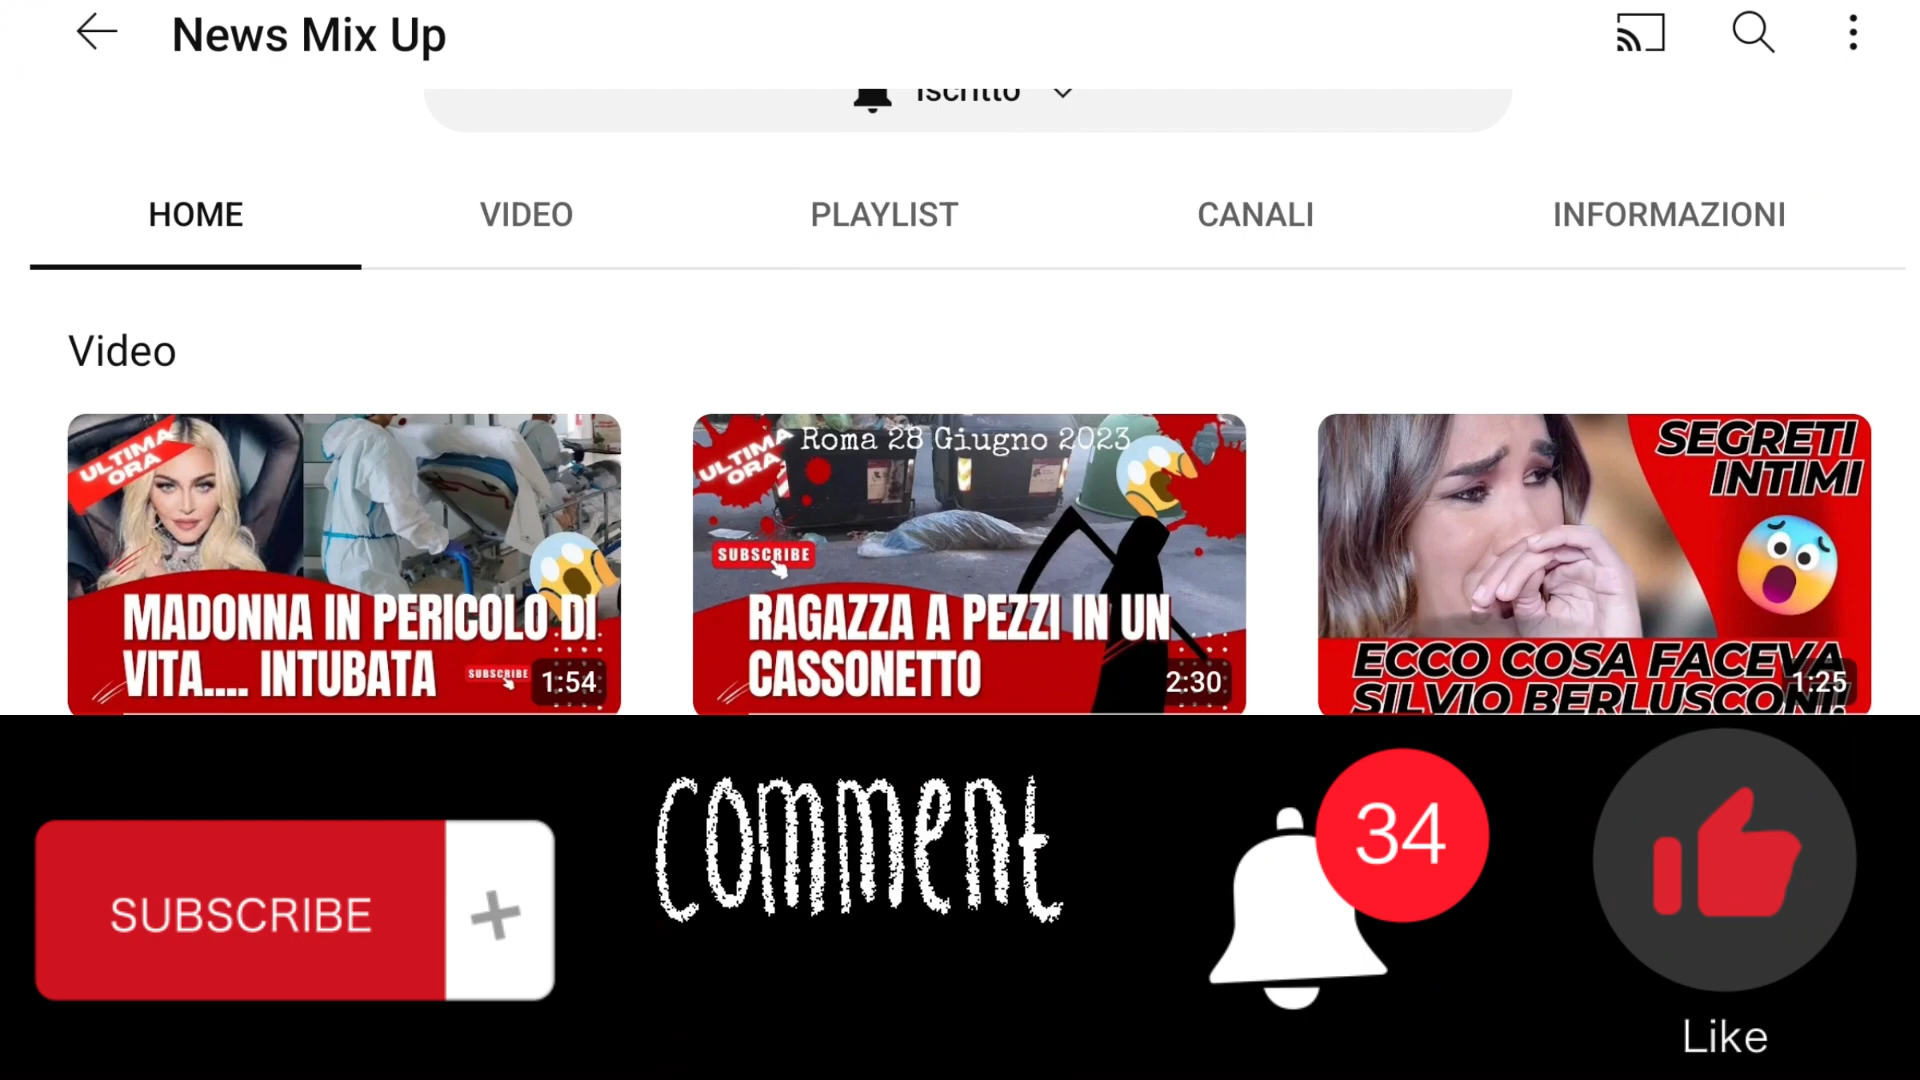 News Mix Up
Iscritto
HOME
VIDEO
PLAYLIST
CANALI
INFORMAZIONI
Video
ULTIMA
ORA
MADONNA IN PERICOLO DI
VITA.... INTUBATA
SUBSCRIBE
1:54
ULTIMA
ORA
Roma 28 Giugno 2023
SUBSCRIBE
RAGAZZA A PEZZI IN UN
CASSONETTO
2:30
SEGRETI
INTIMI
ECCO COSA FACEVA
SILVIO BERLUSCONI!
1:25
SUBSCRIBE
+
comment
34
Like